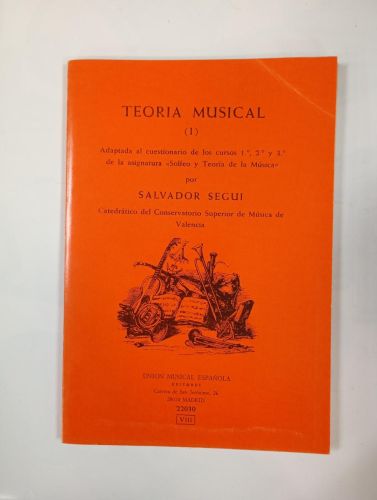 TEORIA MUSICAL
(I)
Adaptada al cuestionario de los cursos 1.º, 2.º y 3.º
de la asignatura «Solfeo y Teoría de la Música»
por
SALVADOR SEGUI
Catedrático del Conservatorio Superior de Música de
Valencia
UNION MUSICAL ESPAÑOLA
EDITORES
Carrera de San Jerónimo, 26
28014 MADRID
22010
VIII